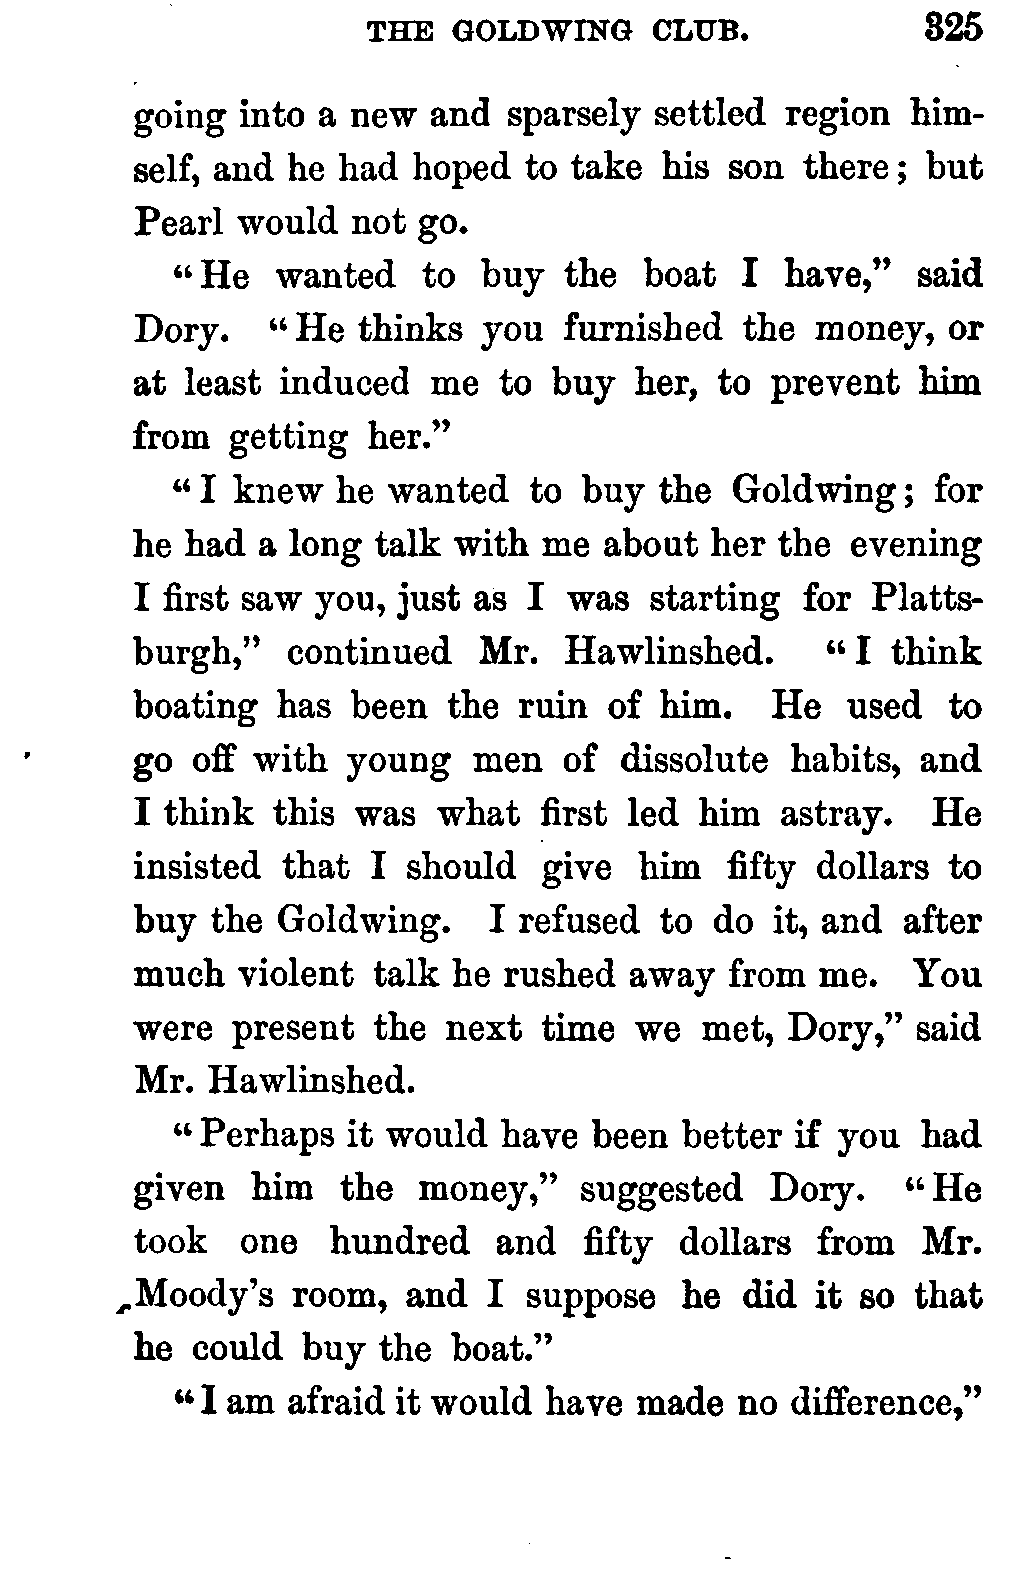 THE GOLDWING CLUB. 325
going into a new and sparsely settled region him-
self, and he had hoped to take his son there; but
Pearl would not go.
"He wanted to buy the boat I have," said
Dory. "He thinks you furnished the money, or
at least induced me to buy her, to prevent him
from getting her."
"I knew he wanted to buy the Goldwing; for
he had a long talk with me about her the evening
I first saw you, just as I was starting for Platts-
burgh," continued Mr. Hawlinshed. "I think
boating has been the ruin of him. He used to
go off with young men of dissolute habits, and
I think this was what first led him astray. He
insisted that I should give him fifty dollars to
buy the Goldwing. I refused to do it, and after
much violent talk he rushed away from me. You
were present the next time we met, Dory," said
Mr. Hawlinshed.
"Perhaps it would have been better if you had
given him the money," suggested Dory. "He
took one hundred and fifty dollars from Mr.
Moody's room, and I suppose he did it so that
he could buy the boat."
"I am afraid it would have made no difference,"